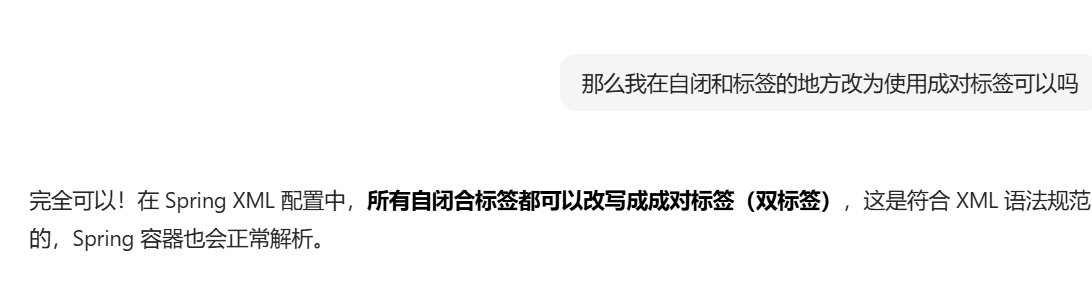 那么我在自闭和标签的地方改为使用成对标签可以吗
完全可以！在 Spring XML 配置中，所有自闭合标签都可以改写成成对标签（双标签），这是符合 XML 语法规范
的，Spring 容器也会正常解析。